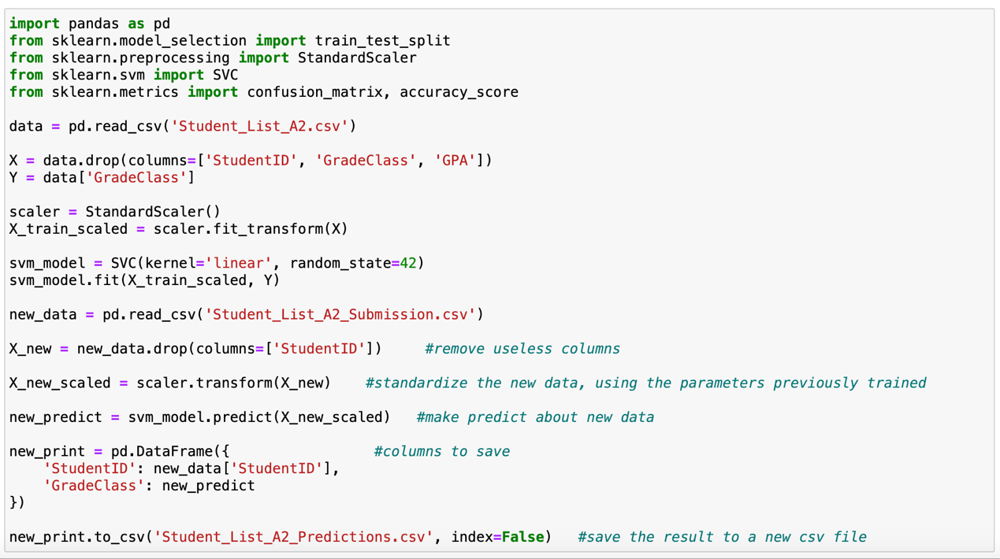 import pandas as pd
from sklearn.model_selection import train_test_split
from sklearn.preprocessing import StandardScaler
from sklearn.svm import SVC
from sklearn.metrics import confusion_matrix, accuracy_score

data = pd.read_csv('Student_List_A2.csv')

X = data.drop(columns=['StudentID', 'GradeClass', 'GPA'])
Y = data['GradeClass']

scaler = StandardScaler()
X_train_scaled = scaler.fit_transform(X)

svm_model = SVC(kernel='linear', random_state=42)
svm_model.fit(X_train_scaled, Y)

new_data = pd.read_csv('Student_List_A2_Submission.csv')

X_new = new_data.drop(columns=['StudentID'])     #remove useless columns

X_new_scaled = scaler.transform(X_new)    #standardize the new data, using the parameters previously trained

new_predict = svm_model.predict(X_new_scaled)   #make predict about new data

new_print = pd.DataFrame({                 #columns to save
    'StudentID': new_data['StudentID'],
    'GradeClass': new_predict
})

new_print.to_csv('Student_List_A2_Predictions.csv', index=False)   #save the result to a new csv file